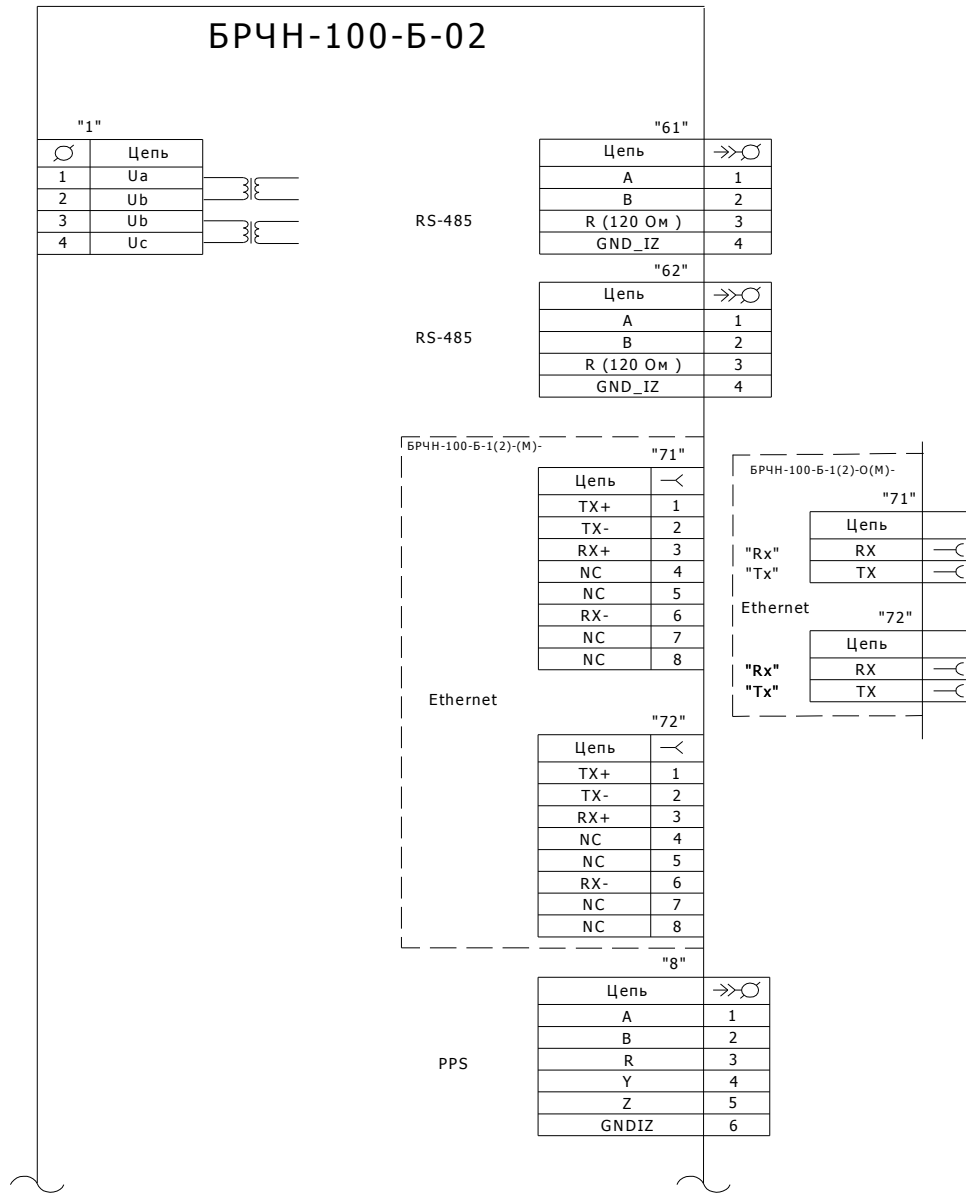 БРЧН-100-Б-02
"1"
Цепь
1 Ua
2 Ub
3 Ub
4 Uc
"61"
Цепь
A 1
B 2
RS-485
R (120 Ом ) 3
GND_IZ 4
"62"
Цепь
A 1
B 2
RS-485
R (120 Ом ) 3
GND_IZ 4
БРЧН-100-Б-1(2)-(М)-
"71"
Цепь
TX+ 1
TX- 2
RX+ 3
NC 4
NC 5
RX- 6
NC 7
NC 8
Ethernet
"72"
Цепь
TX+ 1
TX- 2
RX+ 3
NC 4
NC 5
RX- 6
NC 7
NC 8
БРЧН-100-Б-1(2)-О(М)-
"71"
Цепь
"Rx" RX
"Tx" TX
Ethernet
"72"
Цепь
"Rx" RX
"Tx" TX
"8"
Цепь
A 1
B 2
PPS
R 3
Y 4
Z 5
GNDIZ 6